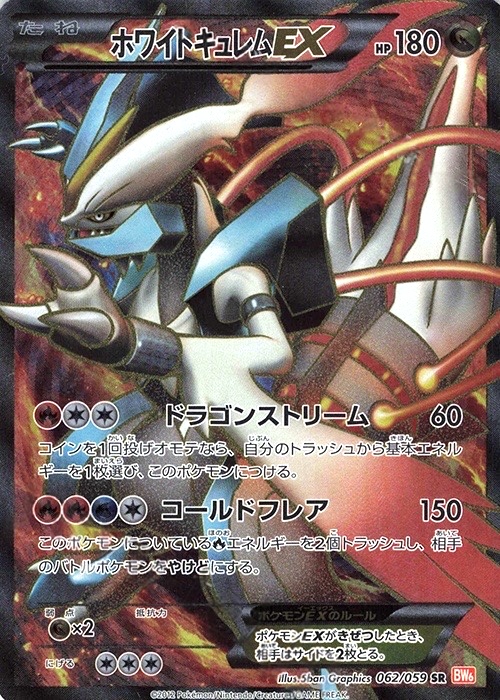 たね ホワイトキュレムEX HP180
ドラゴンストリーム 60
コインを1回投げオモテなら、自分のトラッシュから基本エネル
ギーを1枚選び、このポケモンにつける。
コールドフレア 150
このポケモンについている エネルギーを2個トラッシュし、相手
のバトルポケモンをやけどにする。
弱点 抵抗力
×2
ポケモンEXのルール
ポケモンEXがきぜつしたとき、
相手はサイドを2枚とる。
にげる
illus.5ban Graphics 062/059 SR BW6
©2012 Pokémon/Nintendo/Creatures/GAME FREAK.